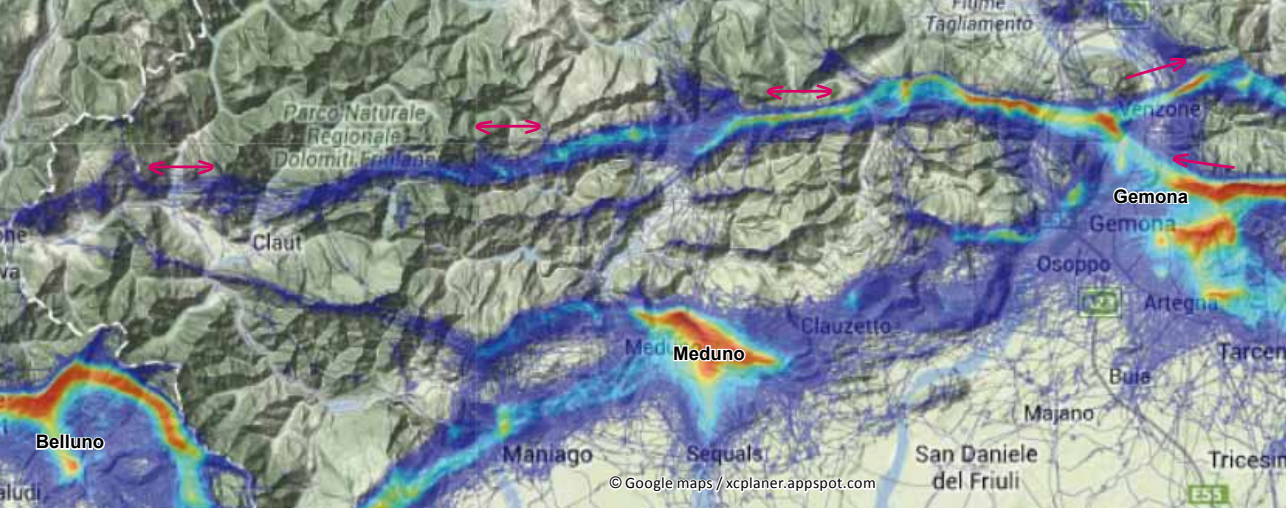 Fiume
Tagliamento
Parco Naturale
Regionale
Dolomiti Friulane
Venzone
Gemona
Gemona
E55
Claut
Osoppo
Artegna
Clauzetto
Meduno
Tarcen
Buia
Majano
Belluno
Maniago
Sequals
San Daniele
del Friuli
Tricesin
aludi
© Google maps / xcplaner.appspot.com
E55